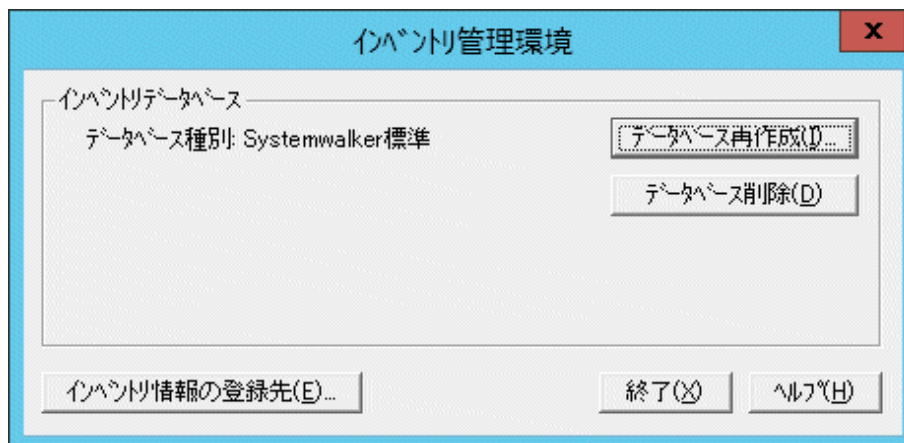 インベントリ管理環境
x
インベントリデータベース
データベース種別: Systemwalker標準
データベース再作成(I)...
データベース削除(D)
インベントリ情報の登録先(E)...
終了(X)
ヘルプ(H)